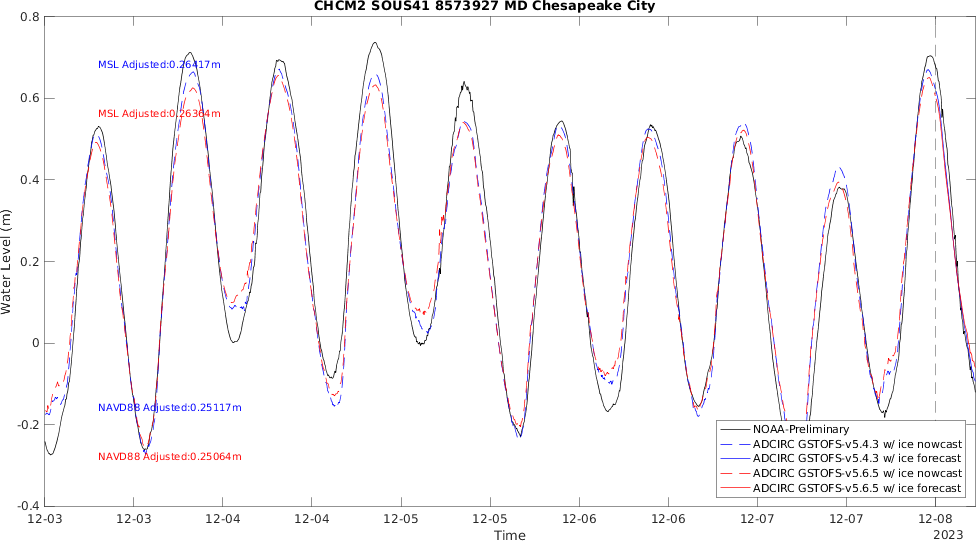 CHCM2 SOUS41 8573927 MD Chesapeake City
0.8
0.6
0.4
0.2
0
-0.2
-0.4
Water Level (m)
MSL Adjusted:0.26417m
MSL Adjusted:0.26364m
NAVD88 Adjusted:0.25117m
NAVD88 Adjusted:0.25064m
NOAA-Preliminary
ADCIRC GSTOFS-v5.4.3 w/ ice nowcast
ADCIRC GSTOFS-v5.4.3 w/ ice forecast
ADCIRC GSTOFS-v5.6.5 w/ ice nowcast
ADCIRC GSTOFS-v5.6.5 w/ ice forecast
12-03 12-03 12-04 12-04 12-05 12-05 12-06 12-06 12-07 12-07 12-08
2023
Time